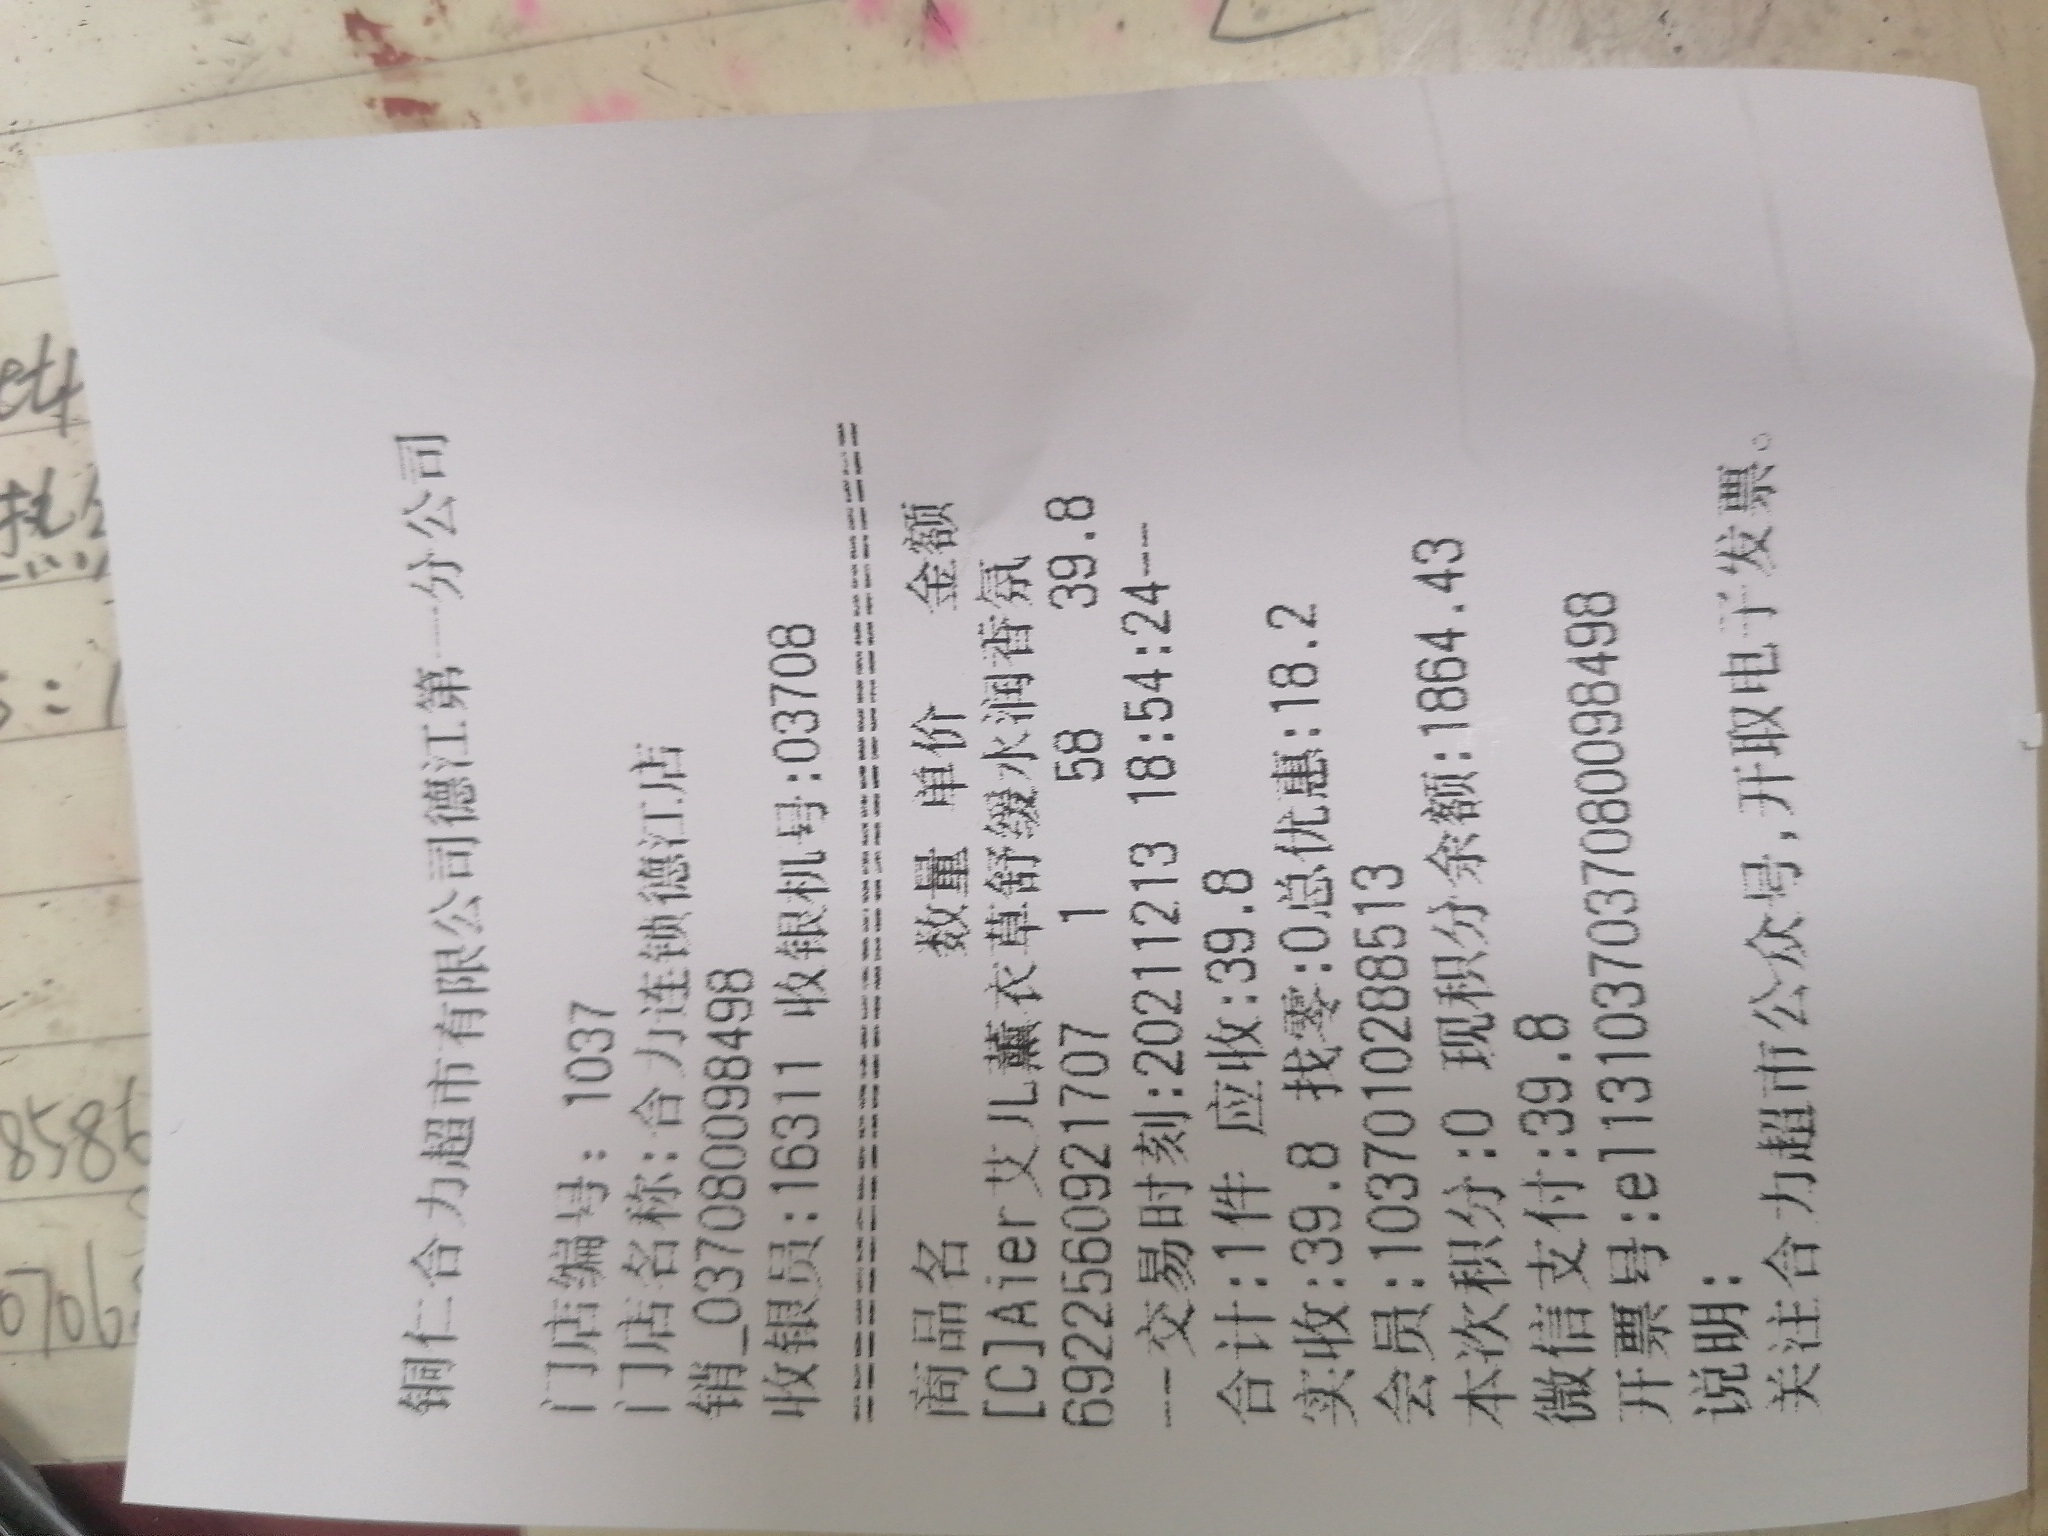 铜仁合力超市有限公司德江第一分公司
门店编号: 1037
门店名称:合力连锁德江店
销_037080098498
收银员:16311 收银机号:03708
商品名 数量 单价 金额
[C]Aier艾儿薰衣草舒缓水润香氛
6922560921707 1 58 39.8
--交易时刻:20211213 18:54:24--
合计:1件 应收:39.8
实收:39.8 找零:0总优惠:18.2
会员:1037010288513
本次积分:0 现积分余额:1864.43
微信支付:39.8
开票号:e1131037037080098498
说明:
关注合力超市公众号,开取电子发票。